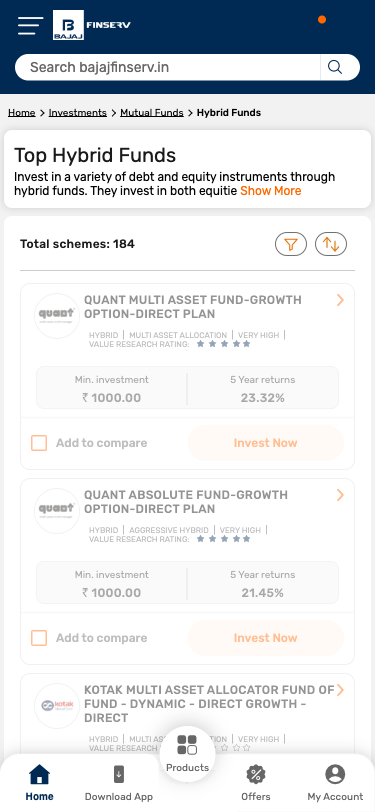 BAJAJ FINSERV
Search bajajfinserv.in
Home > Investments > Mutual Funds > Hybrid Funds
Top Hybrid Funds
Invest in a variety of debt and equity instruments through
hybrid funds. They invest in both equitie Show More
Total schemes: 184
quant
QUANT MULTI ASSET FUND-GROWTH
OPTION-DIRECT PLAN
HYBRID | MULTI ASSET ALLOCATION | VERY HIGH |
VALUE RESEARCH RATING: ★ ★ ★ ★ ★
Min. investment
₹ 1000.00
5 Year returns
23.32%
Add to compare
Invest Now
quant
QUANT ABSOLUTE FUND-GROWTH
OPTION-DIRECT PLAN
HYBRID | AGGRESSIVE HYBRID | VERY HIGH |
VALUE RESEARCH RATING: ★ ★ ★ ★ ★
Min. investment
₹ 1000.00
5 Year returns
21.45%
Add to compare
Invest Now
kotak
KOTAK MULTI ASSET ALLOCATOR FUND OF
FUND - DYNAMIC - DIRECT GROWTH -
DIRECT
HYBRID | MULTI VERY HIGH |
VALUE RESEARCH
Home
Download App
Products
Offers
My Account